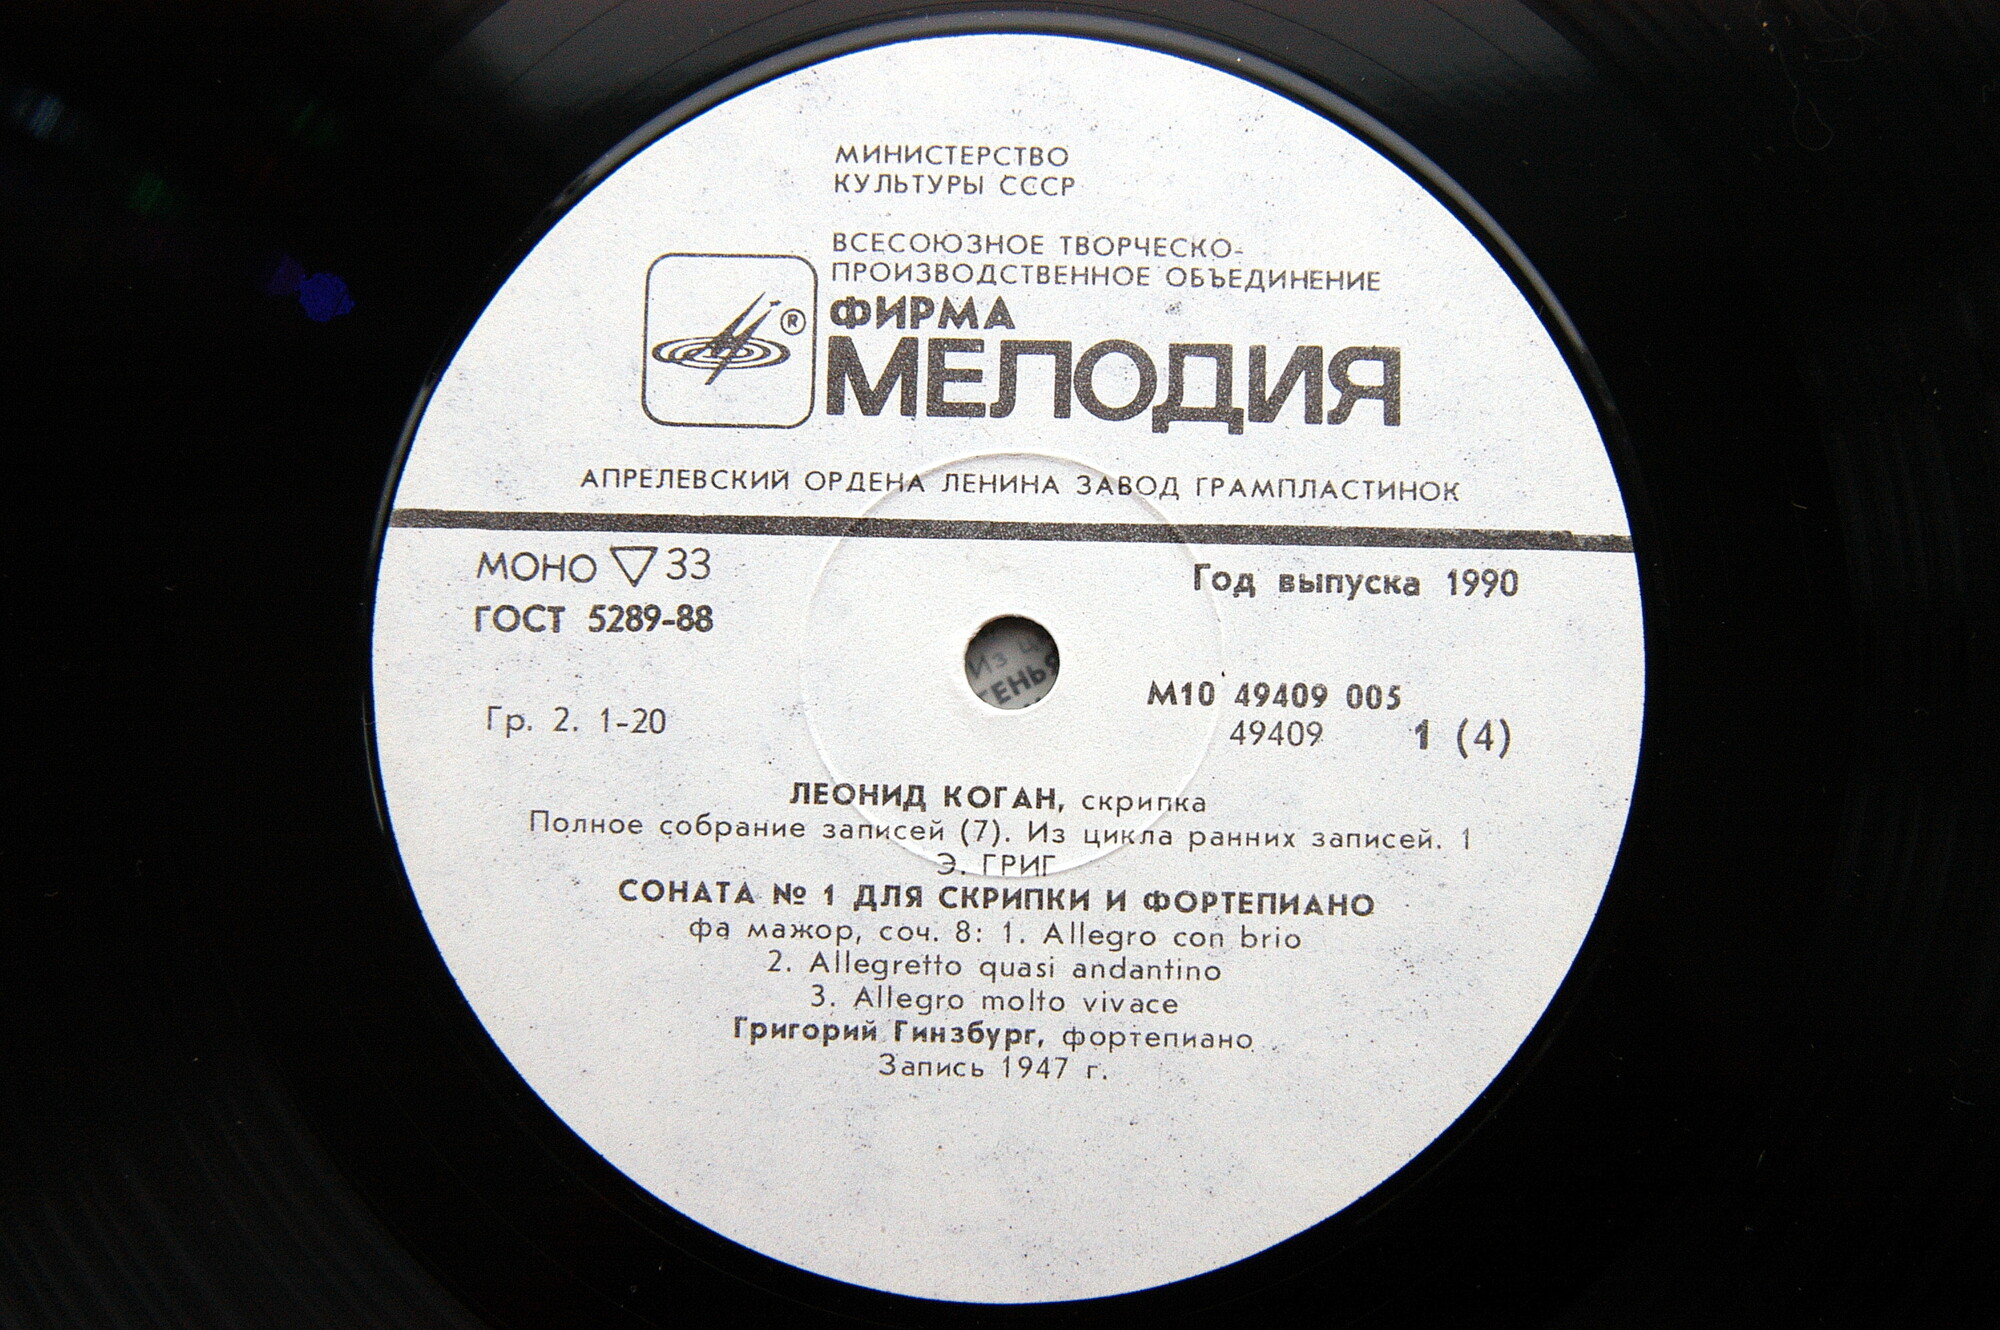 МИНИСТЕРСТВО
КУЛЬТУРЫ СССР
ВСЕСОЮЗНОЕ ТВОРЧЕСКО-
ПРОИЗВОДСТВЕННОЕ ОБЪЕДИНЕНИЕ
ФИРМА
®
МЕЛОДИЯ
АПРЕЛЕВСКИЙ ОРДЕНА ЛЕНИНА ЗАВОД ГРАМПЛАСТИНОК
МОНО ▽ 33
Год выпуска 1990
ГОСТ 5289-88
Из ц
М10 49409 005
Гр. 2. 1-20
49409 1 (4)
ЛЕОНИД КОГАН, скрипка
Полное собрание записей (7). Из цикла ранних записей. 1
Э. ГРИГ
СОНАТА № 1 ДЛЯ СКРИПКИ И ФОРТЕПИАНО
фа мажор, соч. 8: 1. Allegro con brio
2. Allegretto quasi andantino
3. Allegro molto vivace
Григорий Гинзбург, фортепиано
Запись 1947 г.